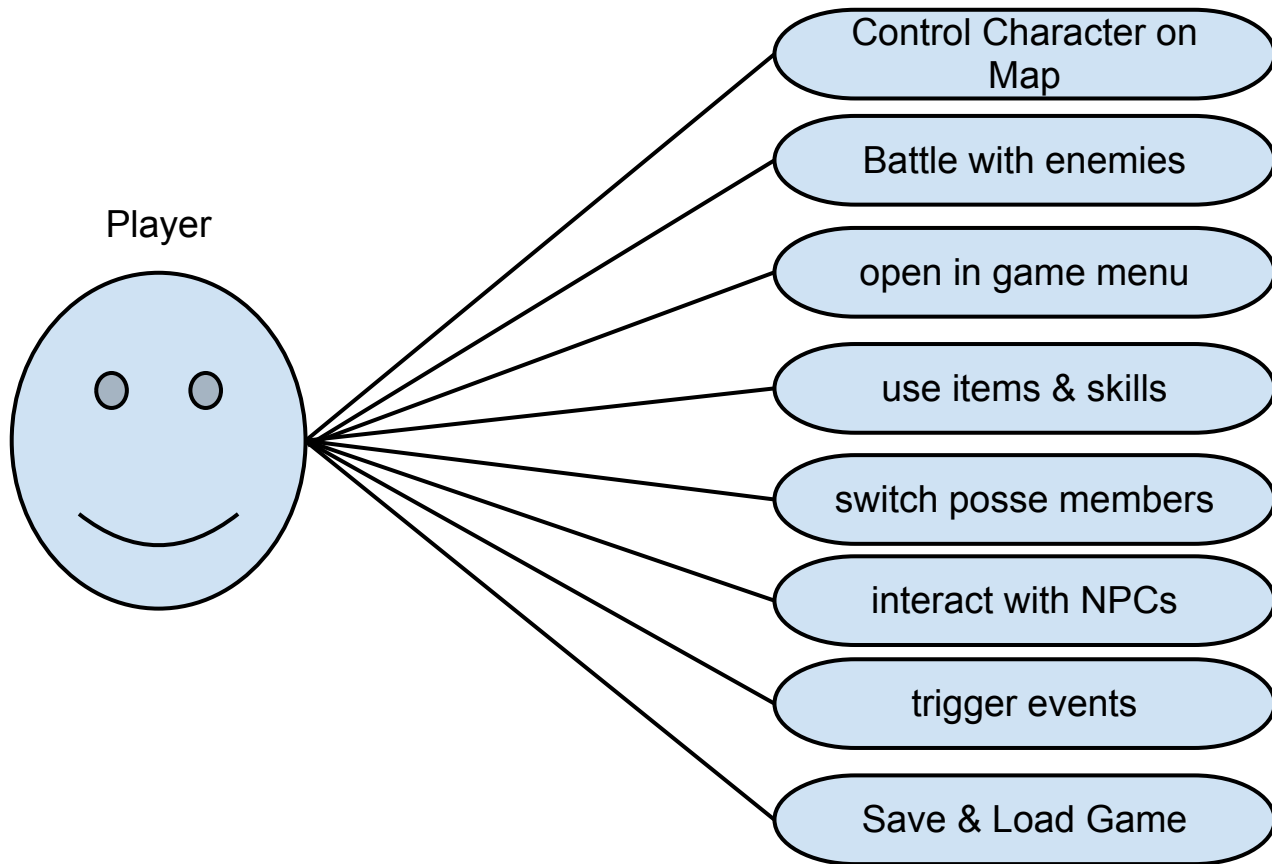 Player
Control Character on
Map
Battle with enemies
open in game menu
use items & skills
switch posse members
interact with NPCs
trigger events
Save & Load Game